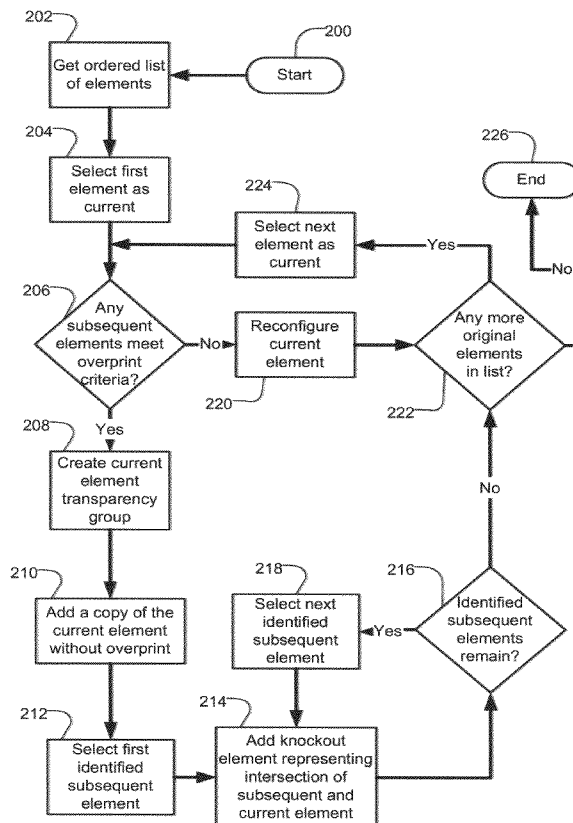 202
200
Get ordered list
of elements
Start
204
Select first
element as
current
224
Select next
element as
current
Yes
226
End
No
206
Any
subsequent
elements meet
overprint
criteria?
No
Reconfigure
current
element
220
Any more
original
elements
in list?
222
Yes
208
Create current
element
transparency
group
No
210
Add a copy of the
current element
without overprint
218
Select next
identified
subsequent
element
Yes
216
Identified
subsequent
elements
remain?
212
Select first
identified
subsequent
element
214
Add knockout
element representing
intersection of
subsequent and
current element